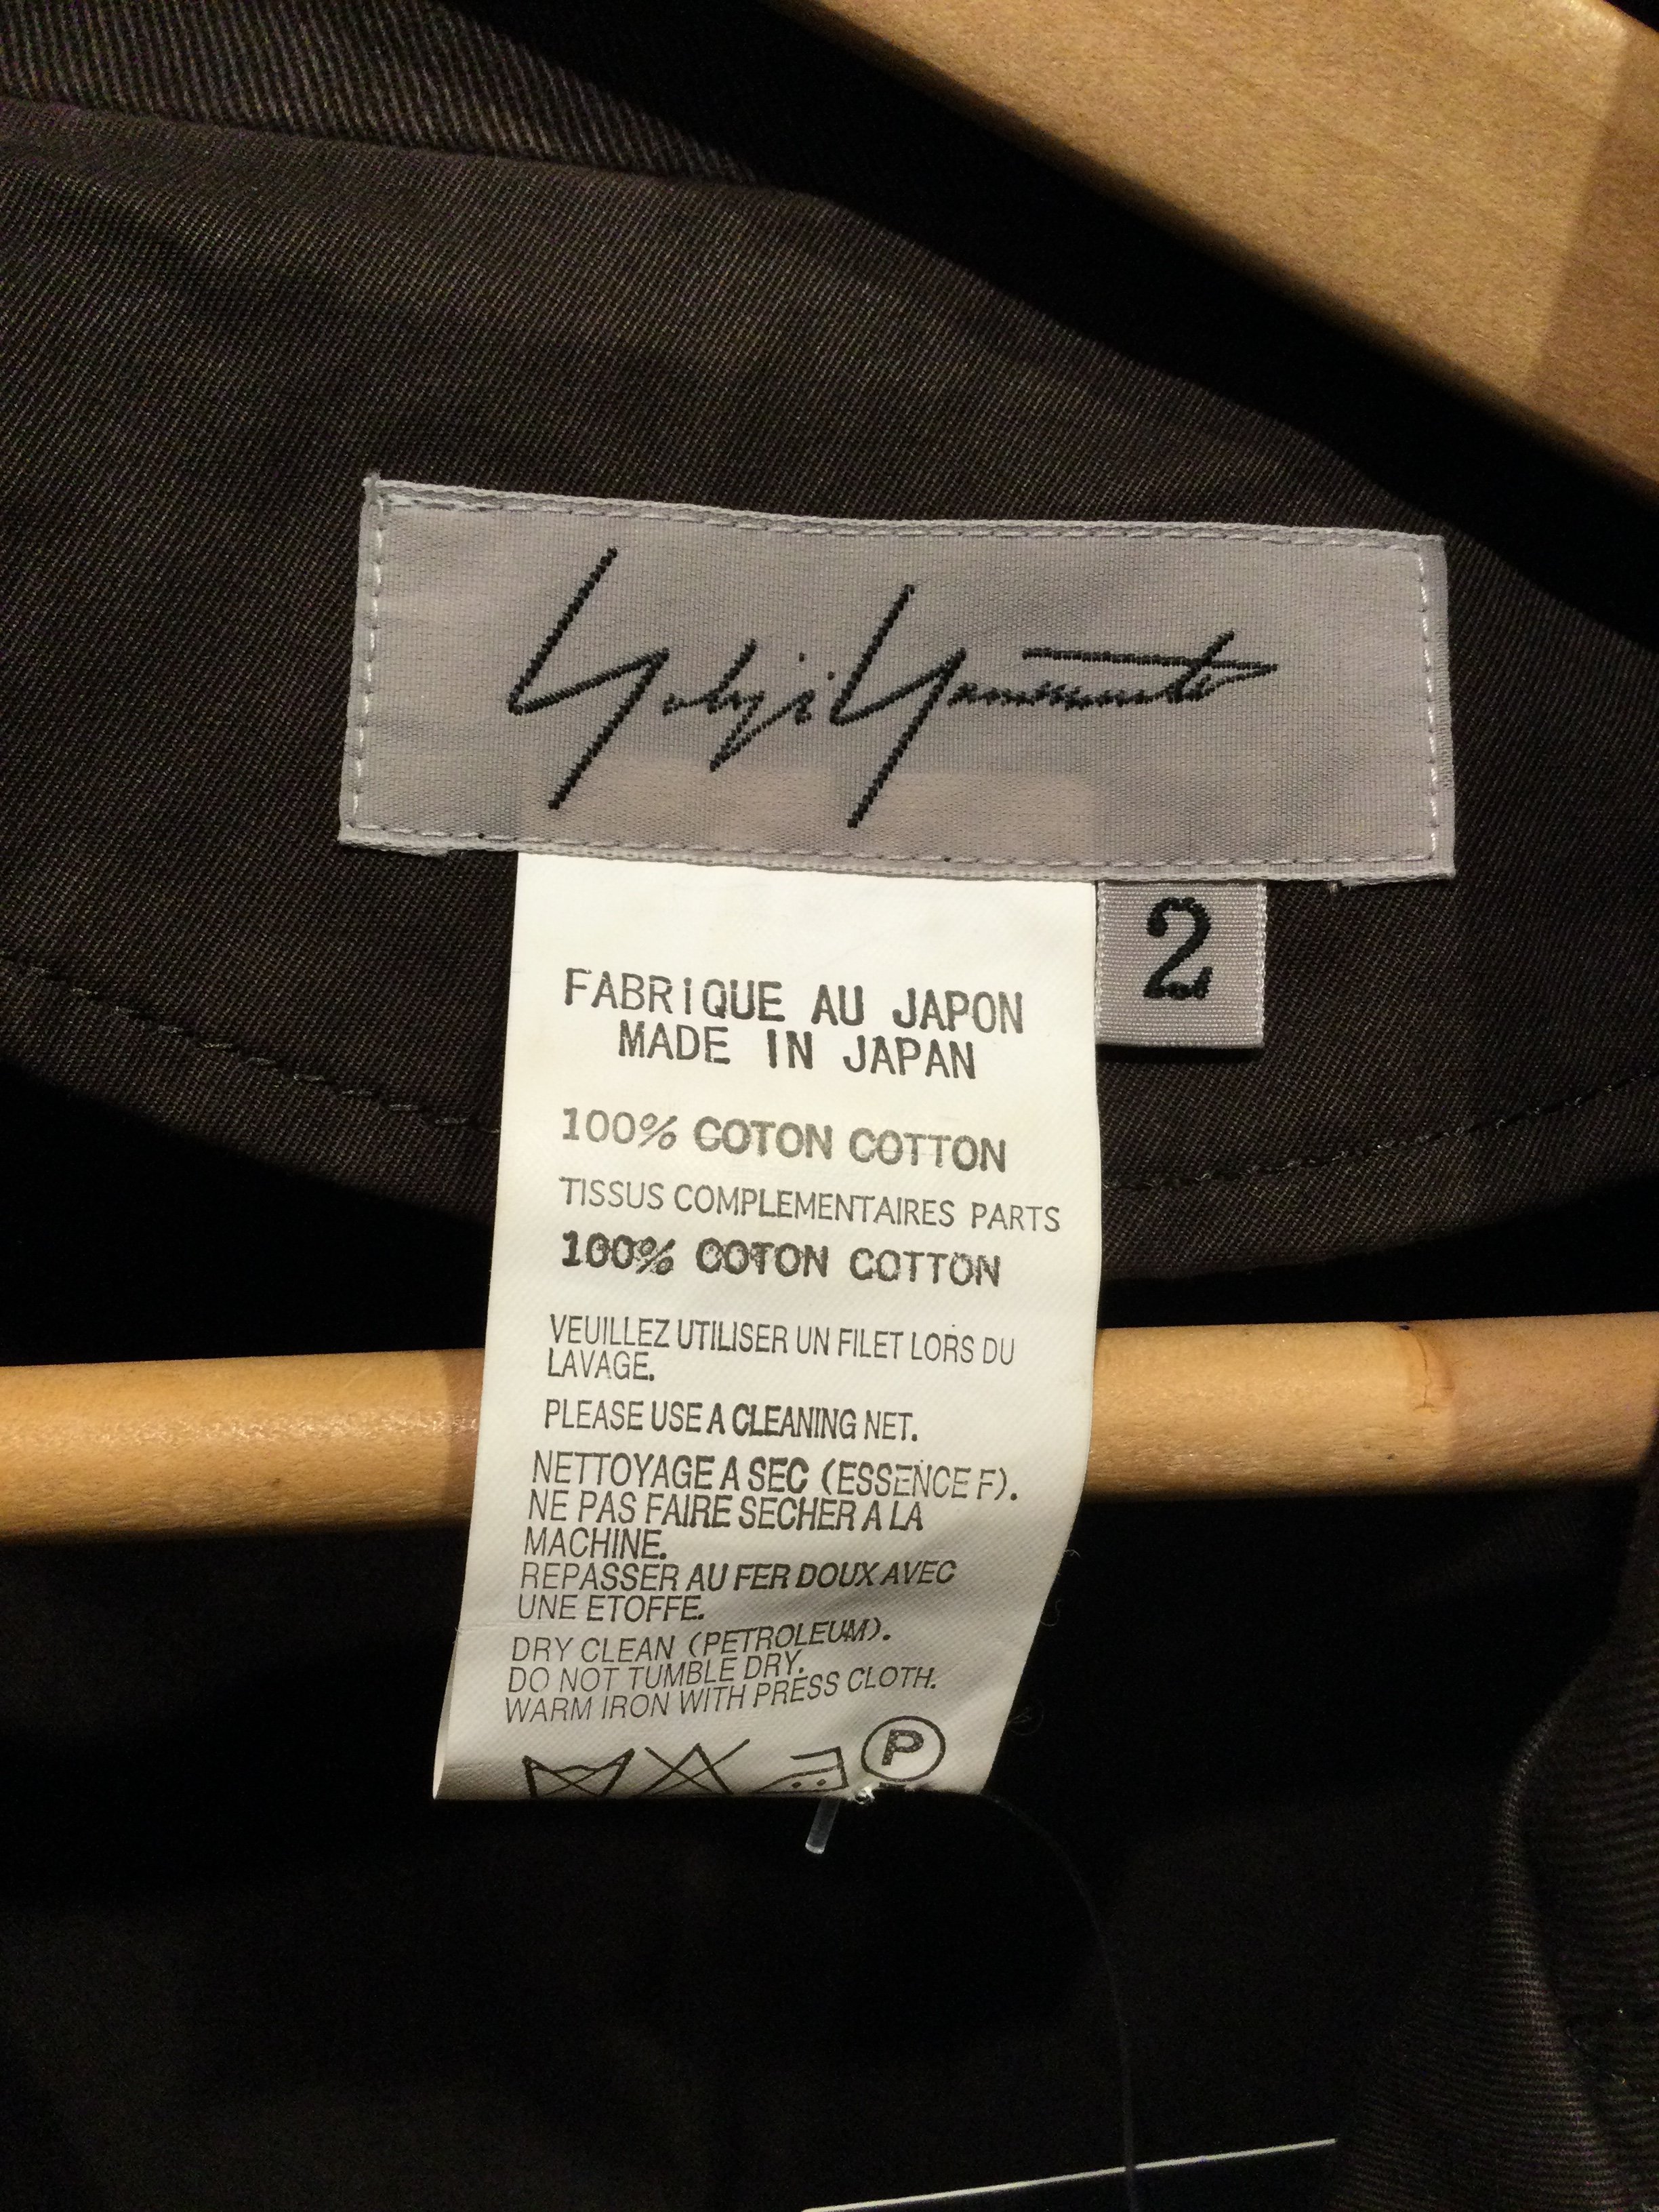 Yohji Yamamoto
2
FABRIQUE AU JAPON
MADE IN JAPAN
100% COTON COTTON
TISSUS COMPLEMENTAIRES PARTS
100% COTON COTTON
VEUILLEZ UTILISER UN FILET LORS DU
LAVAGE.
PLEASE USE A CLEANING NET.
NETTOYAGE A SEC (ESSENCE F).
NE PAS FAIRE SECHER A LA
MACHINE.
REPASSER AU FER DOUX AVEC
UNE ETOFFE.
DRY CLEAN (PETROLEUM).
DO NOT TUMBLE DRY.
WARM IRON WITH PRESS CLOTH.
P